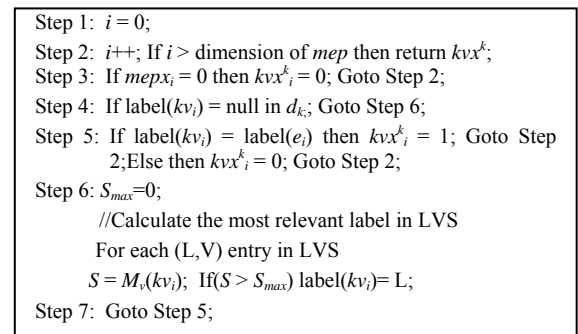 Step 1: i = 0;
Step 2: i++; If i > dimension of mep then return kvx^k;
Step 3: If mepx_i = 0 then kvx^k_i = 0; Goto Step 2;
Step 4: If label(kv_i) = null in d_k; Goto Step 6;
Step 5: If label(kv_i) = label(e_i) then kvx^k_i = 1; Goto Step
2;Else then kvx^k_i = 0; Goto Step 2;
Step 6: S_max=0;
//Calculate the most relevant label in LVS
For each (L,V) entry in LVS
S = M_v(kv_i); If(S > S_max) label(kv_i)= L;
Step 7: Goto Step 5;